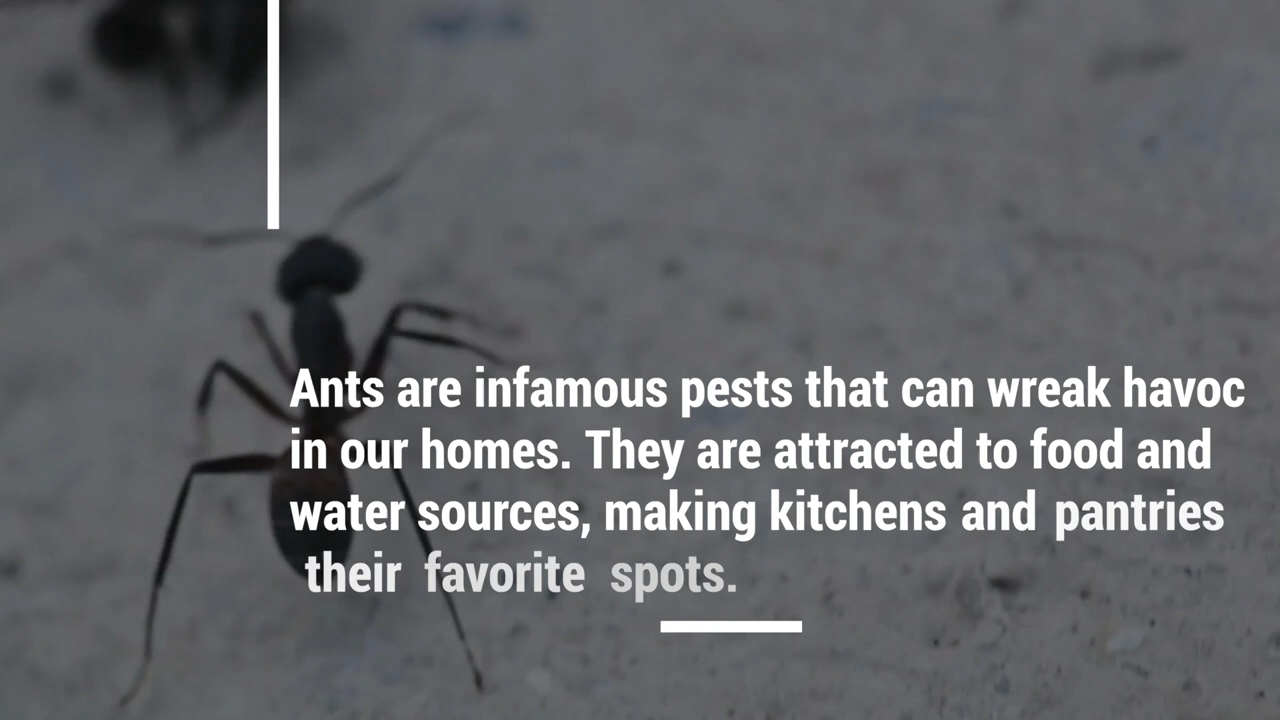 Ants are infamous pests that can wreak havoc
in our homes. They are attracted to food and
water sources, making kitchens and pantries
their favorite spots.